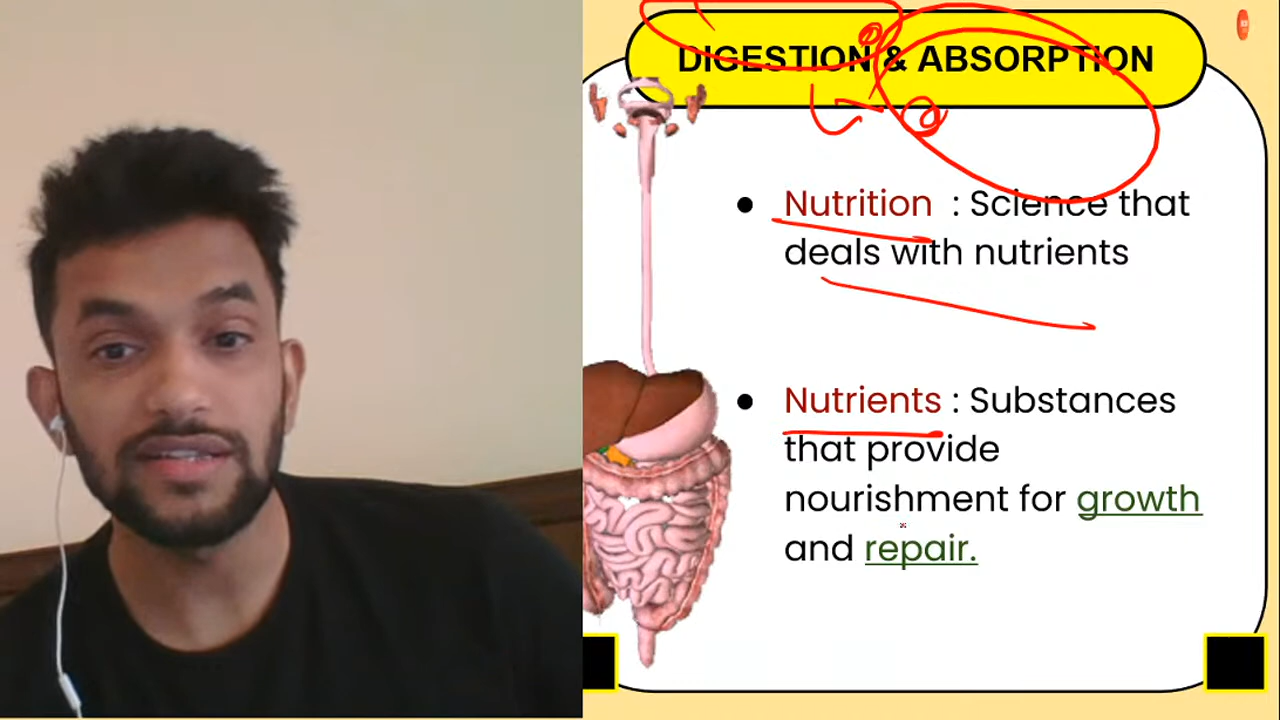 DIGESTION & ABSORPTION
● Nutrition : Science that
deals with nutrients
● Nutrients : Substances
that provide
nourishment for growth
and repair.